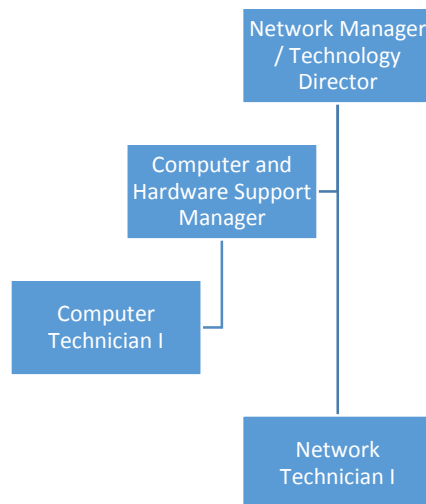 Network Manager
/ Technology
Director
Computer and
Hardware Support
Manager
Computer
Technician I
Network
Technician I